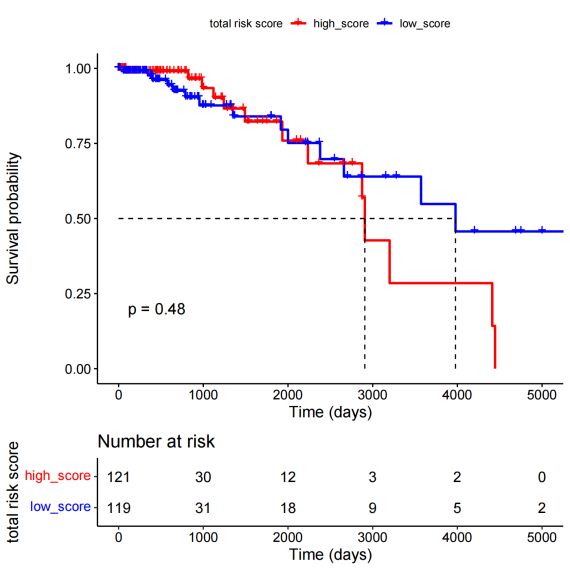 total risk score high_score low_score
Survival probability
1.00
0.75
0.50
0.25
0.00
p = 0.48
0 1000 2000 3000 4000 5000
Time (days)
Number at risk
total risk score
high_score 121 30 12 3 2 0
low_score 119 31 18 9 5 2
0 1000 2000 3000 4000 5000
Time (days)